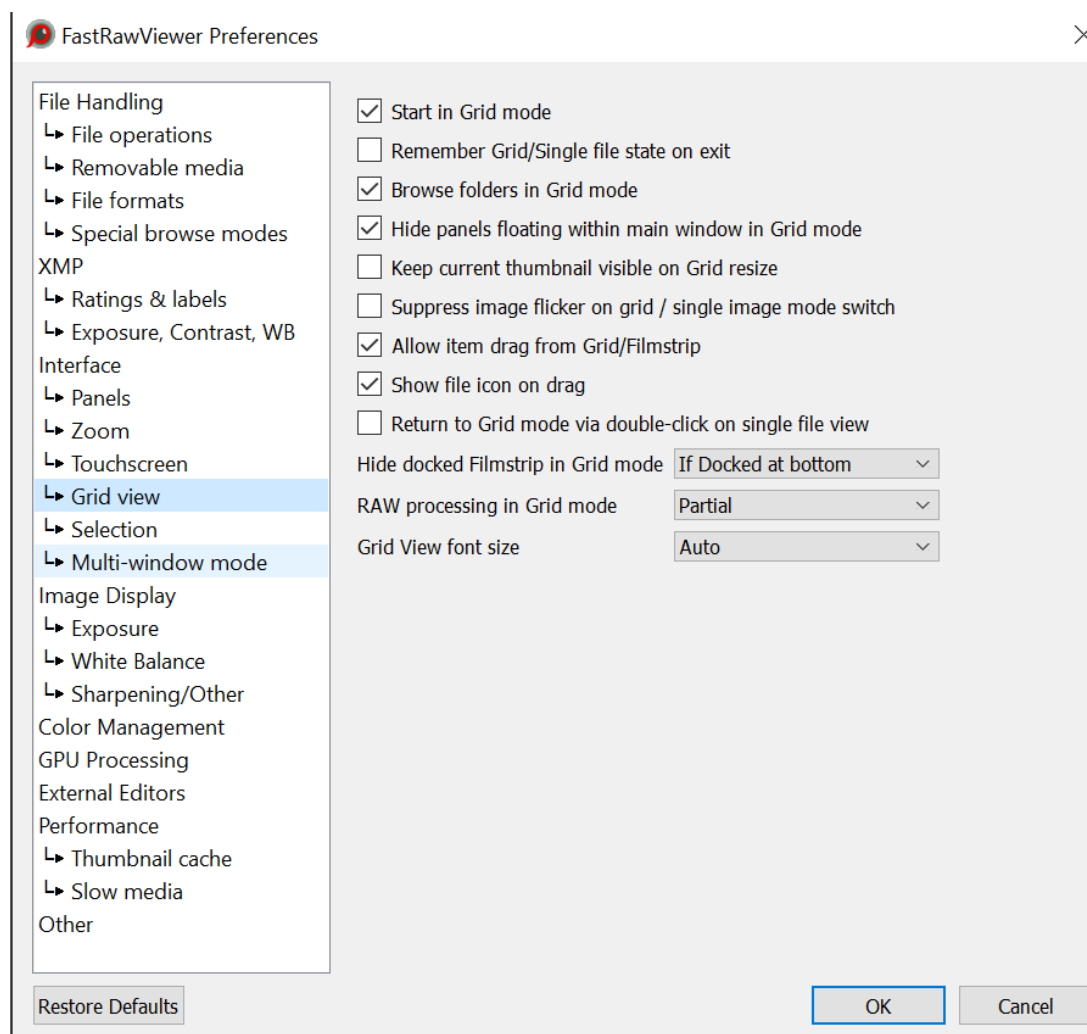 FastRawViewer Preferences
File Handling
File operations
Removable media
File formats
Special browse modes
XMP
Ratings & labels
Exposure, Contrast, WB
Interface
Panels
Zoom
Touchscreen
Grid view
Selection
Multi-window mode
Image Display
Exposure
White Balance
Sharpening/Other
Color Management
GPU Processing
External Editors
Performance
Thumbnail cache
Slow media
Other
Start in Grid mode
Remember Grid/Single file state on exit
Browse folders in Grid mode
Hide panels floating within main window in Grid mode
Keep current thumbnail visible on Grid resize
Suppress image flicker on grid / single image mode switch
Allow item drag from Grid/Filmstrip
Show file icon on drag
Return to Grid mode via double-click on single file view
Hide docked Filmstrip in Grid mode If Docked at bottom
RAW processing in Grid mode Partial
Grid View font size Auto
Restore Defaults OK Cancel